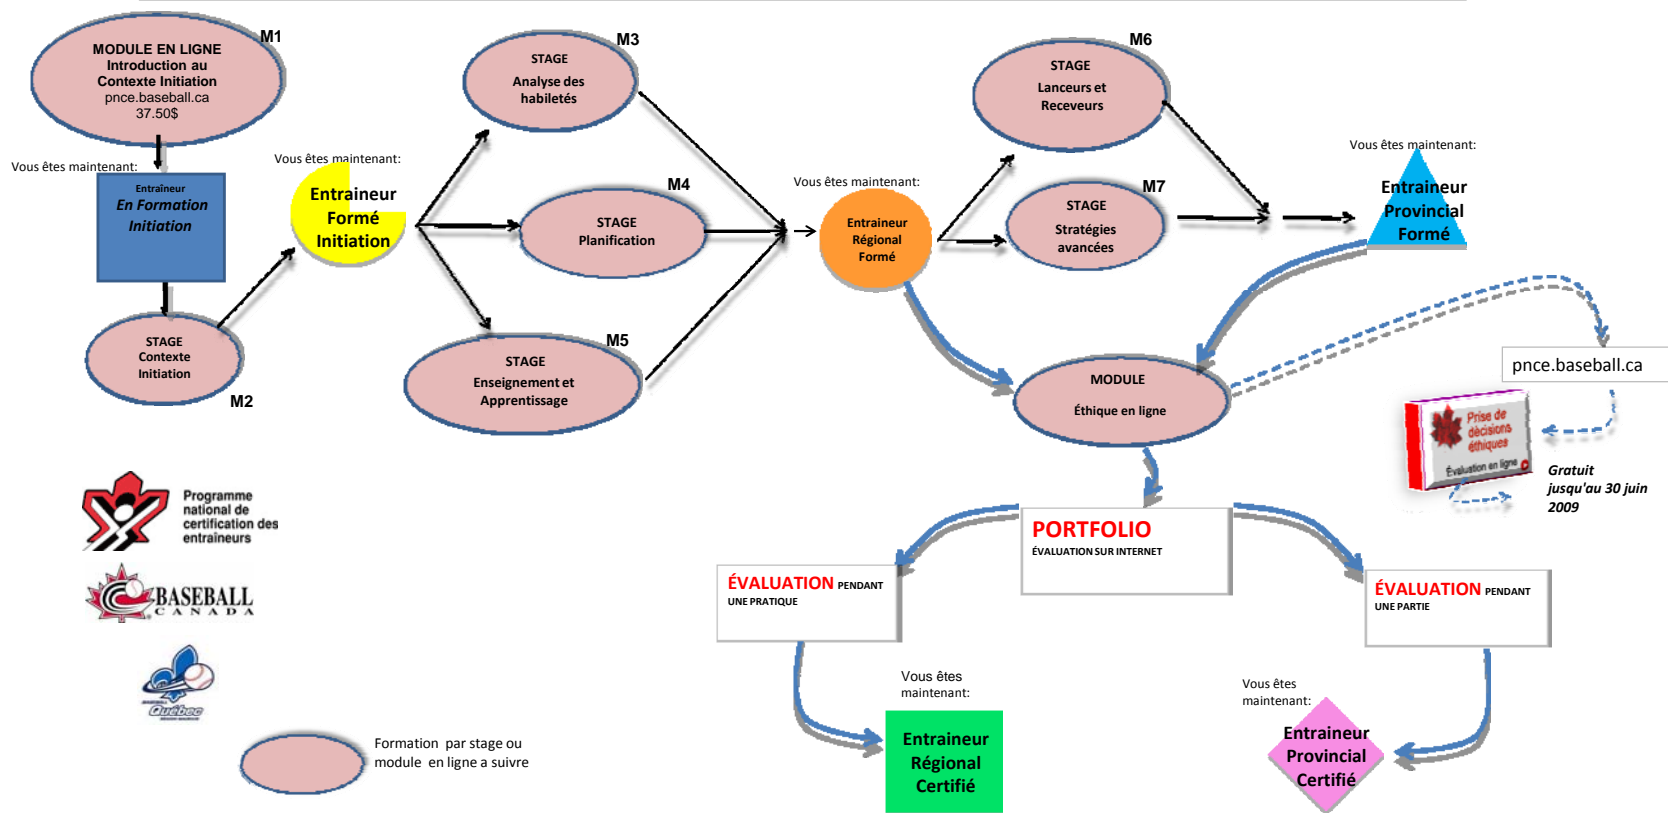 M1
MODULE EN LIGNE
Introduction au
Contexte Initiation
pnce.baseball.ca
37.50$
Vous êtes maintenant:
Entraîneur
En Formation
Initiation
STAGE
Contexte
Initiation
M2
Vous êtes maintenant:
Entraineur
Formé
Initiation
M3
STAGE
Analyse des
habiletés
M4
STAGE
Planification
M5
STAGE
Enseignement et
Apprentissage
Vous êtes maintenant:
Entraineur
Régional
Formé
M6
STAGE
Lanceurs et
Receveurs
M7
STAGE
Stratégies
avancées
Vous êtes maintenant:
Entraineur
Provincial
Formé
MODULE
Éthique en ligne
pnce.baseball.ca
Prise de
décisions
éthiques
Évaluation en ligne
Gratuit
jusqu'au 30 juin
2009
PORTFOLIO
ÉVALUATION SUR INTERNET
ÉVALUATION PENDANT
UNE PRATIQUE
ÉVALUATION PENDANT
UNE PARTIE
Vous êtes
maintenant:
Entraineur
Régional
Certifié
Vous êtes
maintenant:
Entraineur
Provincial
Certifié
Programme
national de
certification des
entraîneurs
BASEBALL
CANADA
Québec
Formation par stage ou
module en ligne a suivre